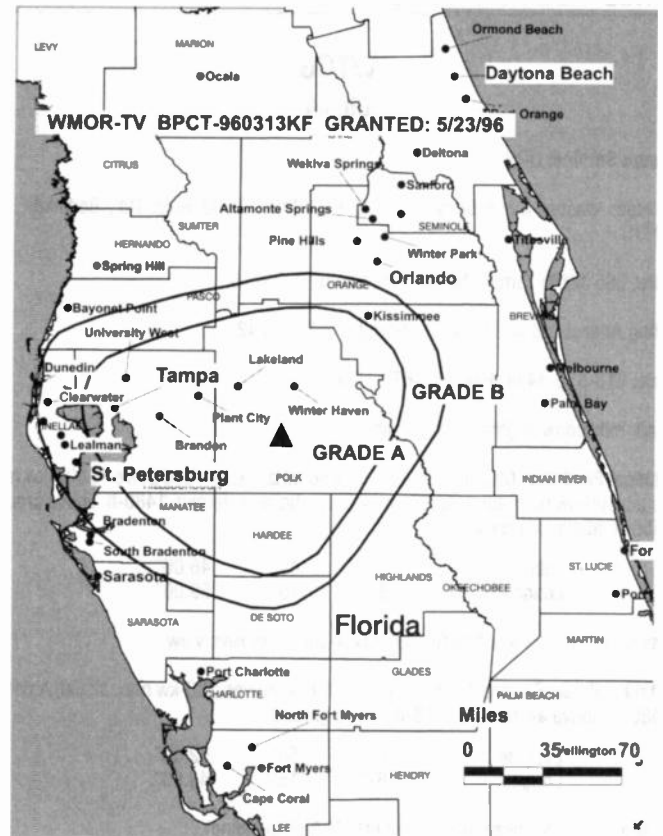 Ormond Beach
LEVY
MARION
Ocala
Daytona Beach
Orange
WMOR-TV BPCT-960313KF GRANTED: 5/23/96
Deltona
CITRUS
Wekiva Springs
Sanford
SUMTER
Altamonte Springs
SEMINOLE
HERNANDO
Pine Hills
Winter Park
Titusville
Spring Hill
Orlando
PASCO
ORANGE
Bayonet Point
Kissimmee
BREV
University West
Dunedin
Lakeland
Melbourne
Tampa
GRADE B
Clearwater
Palm Bay
Plant City
Winter Haven
PINELLAS
Lealman
Brandon
GRADE A
St. Petersburg
POLK
INDIAN RIVER
MANATEE
Bradenton
HARDEE
South Bradenton
For
ST. LUCIE
Sarasota
HIGHLANDS
OKEECHOBEE
Port
SARASOTA
DE SOTO
Florida
MARTIN
Port Charlotte
GLADES
CHARLOTTE
PALM BEACH
North Fort Myers
Miles
0 35 ellington 70
Fort Myers
HENDRY
Cape Coral
LEE